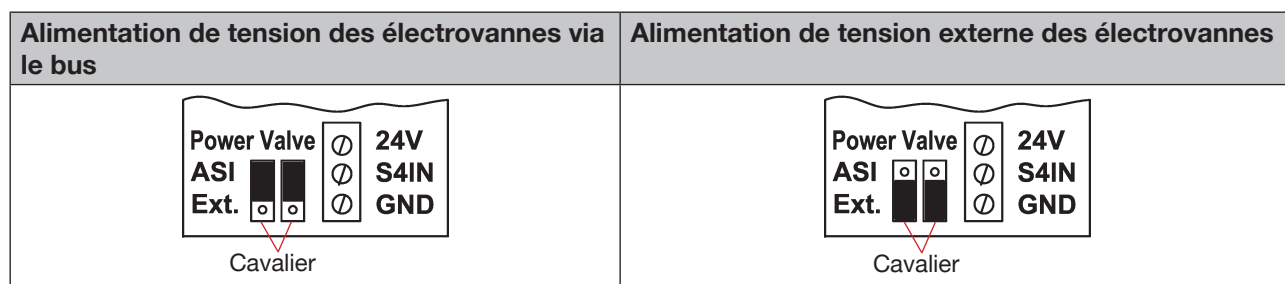 Alimentation de tension des électrovannes via
le bus
Alimentation de tension externe des électrovannes
Power Valve 24V
ASI S4IN
Ext. GND
Cavalier
Power Valve 24V
ASI S4IN
Ext. GND
Cavalier